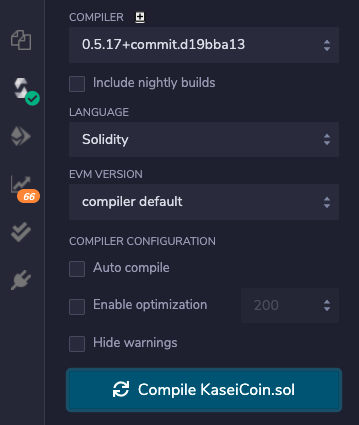 COMPILER
0.5.17+commit.d19bba13
Include nightly builds
LANGUAGE
Solidity
EVM VERSION
compiler default
66
COMPILER CONFIGURATION
Auto compile
Enable optimization 200
Hide warnings
Compile KaseiCoin.sol